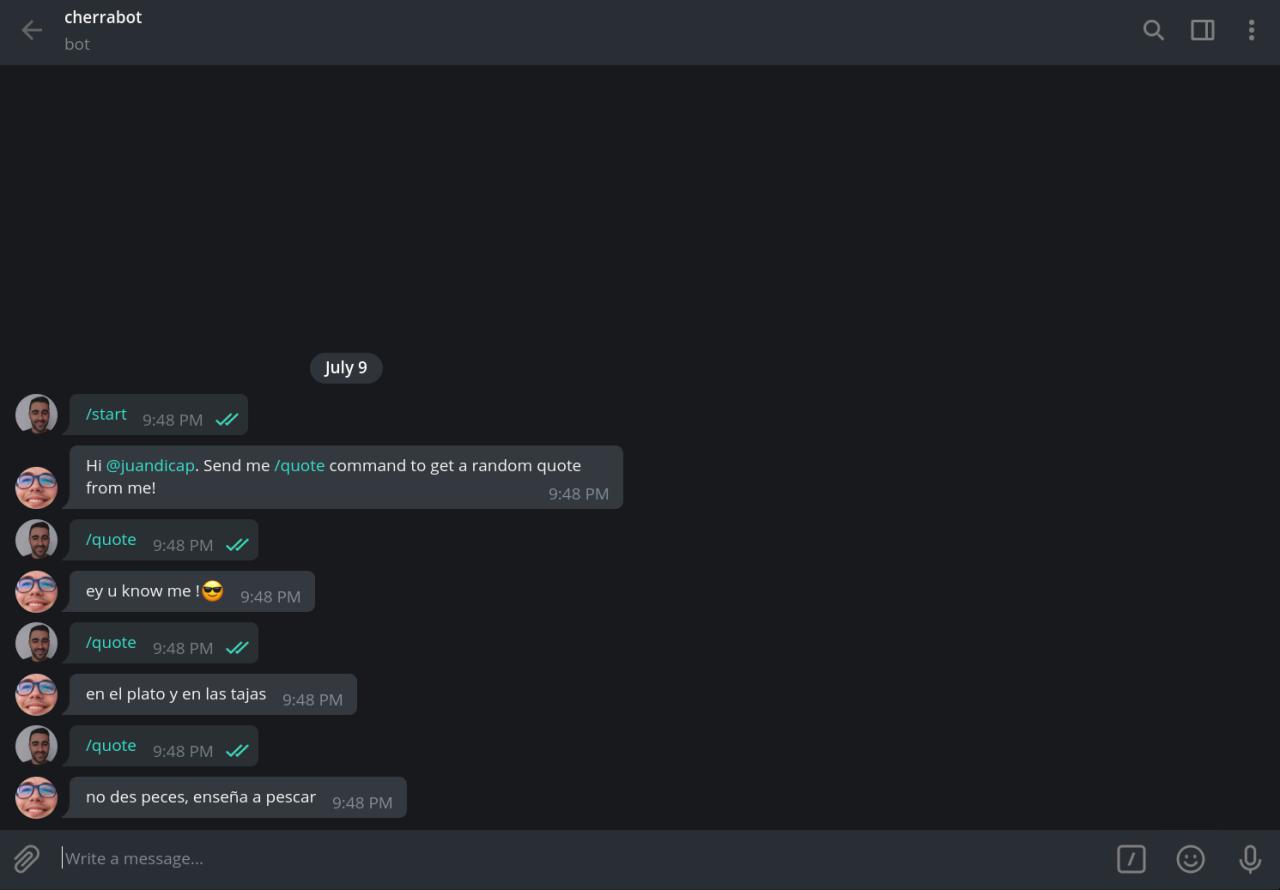 cherrabot
bot
July 9
/start 9:48 PM
Hi @juandicap. Send me /quote command to get a random quote
from me! 9:48 PM
/quote 9:48 PM
ey u know me !😎 9:48 PM
/quote 9:48 PM
en el plato y en las tajas 9:48 PM
/quote 9:48 PM
no des peces, enseña a pescar 9:48 PM
Write a message...